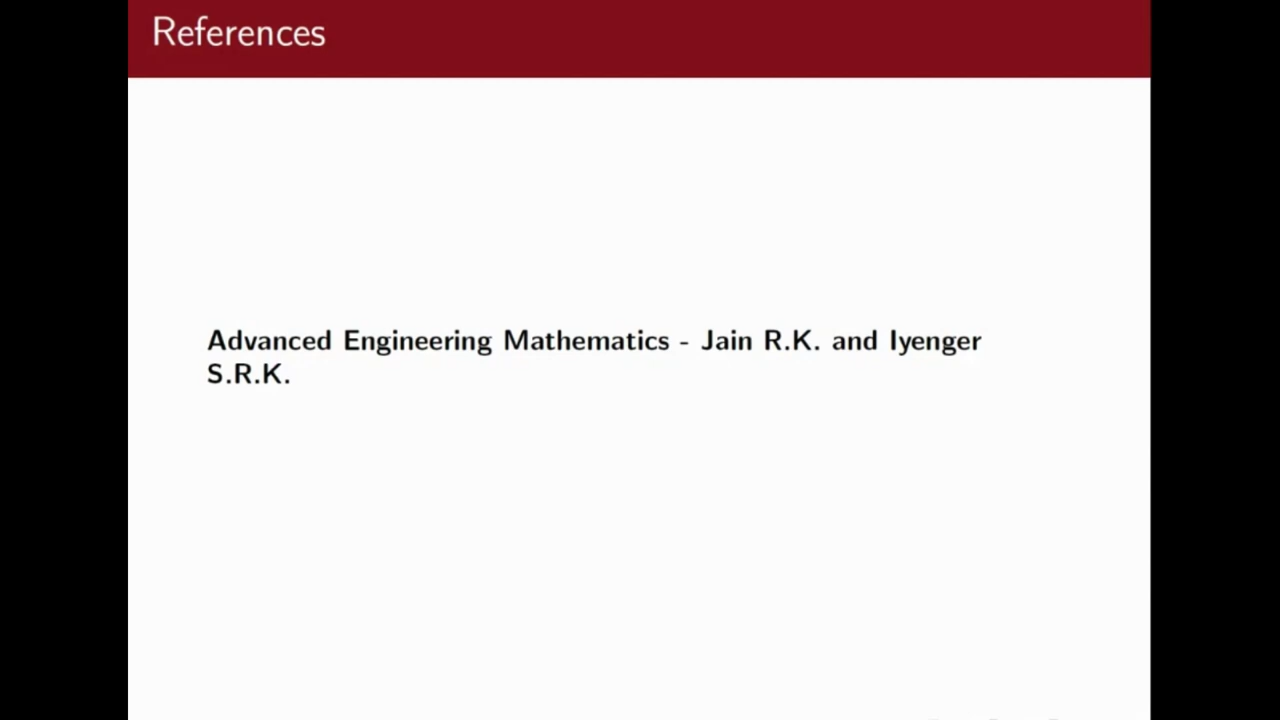 References
Advanced Engineering Mathematics - Jain R.K. and Iyenger
S.R.K.